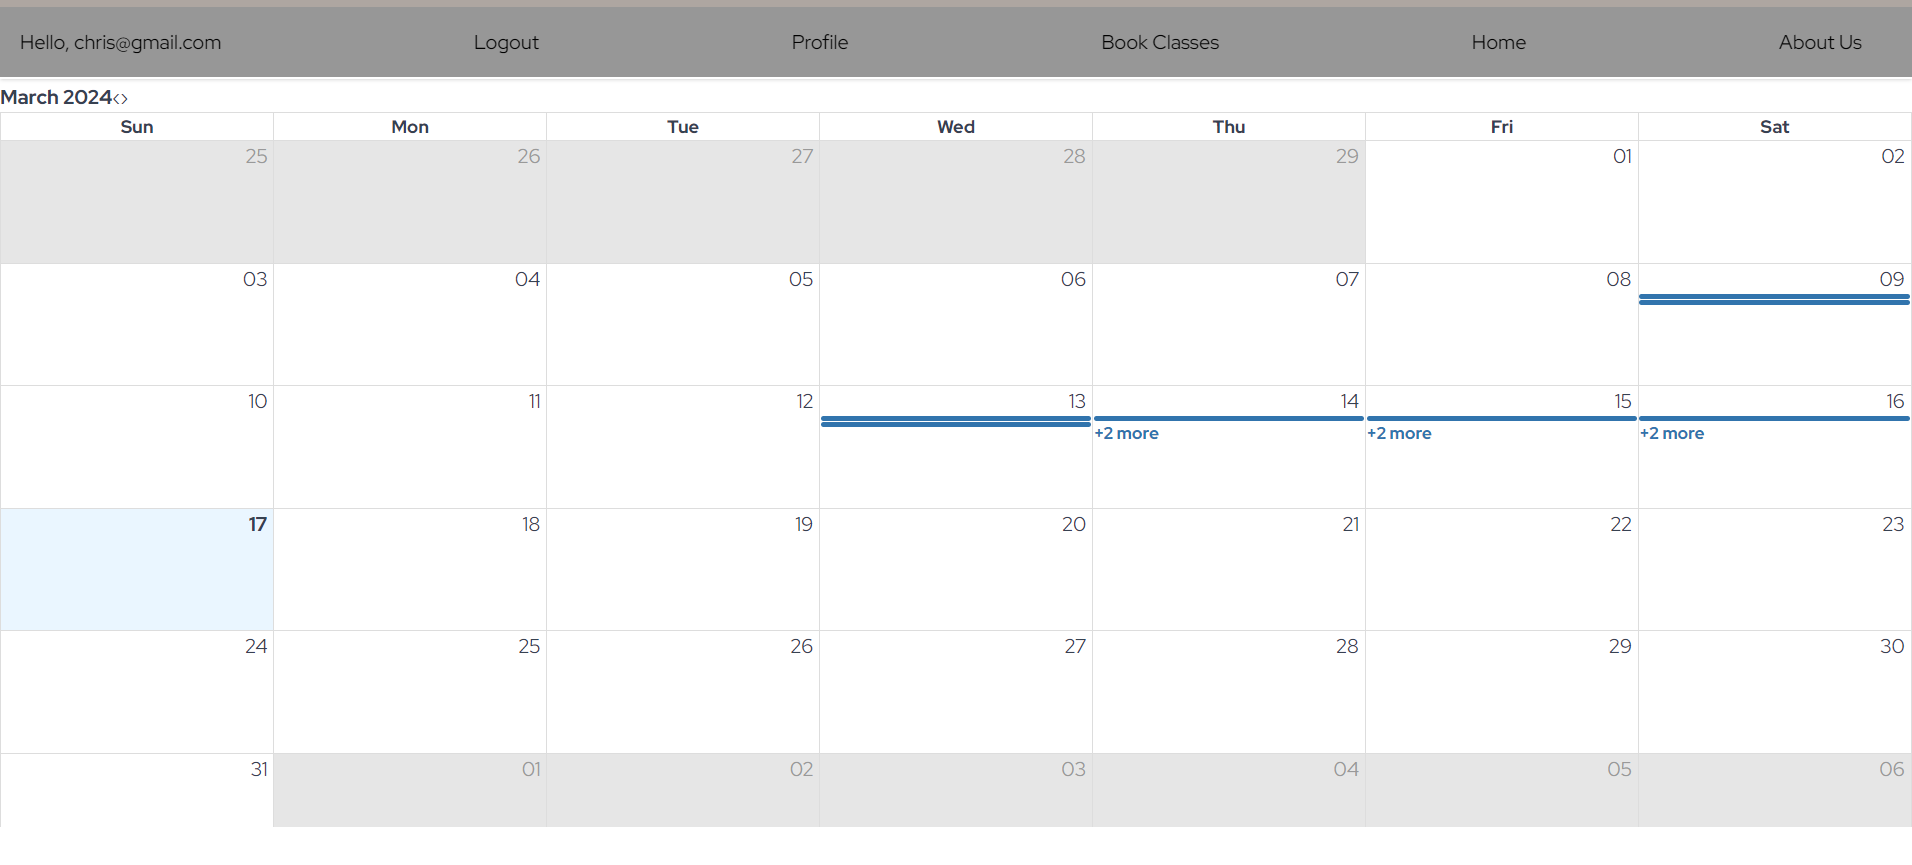 Hello, chris@gmail.com Logout Profile Book Classes Home About Us
March 2024<>
Sun Mon Tue Wed Thu Fri Sat
25 26 27 28 29 01 02
03 04 05 06 07 08 09
10 11 12 13 14 15 16
+2 more +2 more +2 more
17 18 19 20 21 22 23
24 25 26 27 28 29 30
31 01 02 03 04 05 06